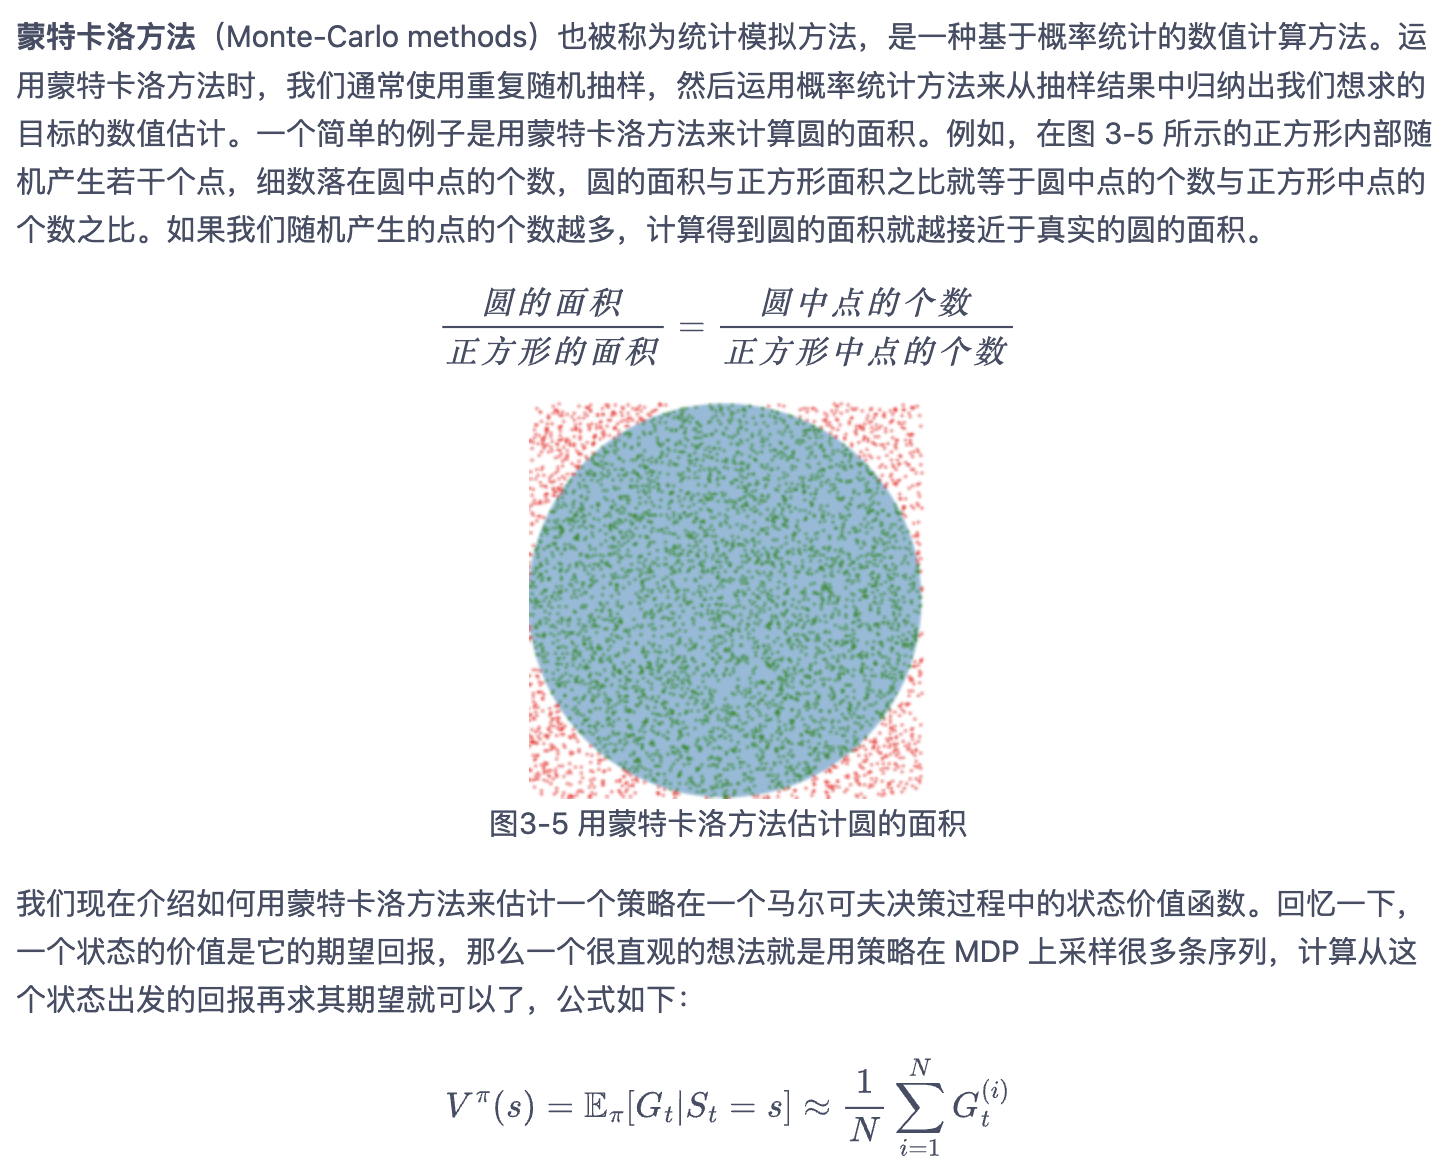 蒙特卡洛方法（Monte-Carlo methods）也被称为统计模拟方法，是一种基于概率统计的数值计算方法。运
用蒙特卡洛方法时，我们通常使用重复随机抽样，然后运用概率统计方法来从抽样结果中归纳出我们想求的
目标的数值估计。一个简单的例子是用蒙特卡洛方法来计算圆的面积。例如，在图 3-5 所示的正方形内部随
机产生若干个点，细数落在圆中点的个数，圆的面积与正方形面积之比就等于圆中点的个数与正方形中点的
个数之比。如果我们随机产生的点的个数越多，计算得到圆的面积就越接近于真实的圆的面积。
圆的面积/正方形的面积 = 圆中点的个数/正方形中点的个数
图3-5 用蒙特卡洛方法估计圆的面积
我们现在介绍如何用蒙特卡洛方法来估计一个策略在一个马尔可夫决策过程中的状态价值函数。回忆一下，
一个状态的价值是它的期望回报，那么一个很直观的想法就是用策略在 MDP 上采样很多条序列，计算从这
个状态出发的回报再求其期望就可以了，公式如下：
V^π(s) = 𝔼_π[G_t|S_t = s] ≈ 1/N ∑_{i=1}^{N} G_t^{(i)}